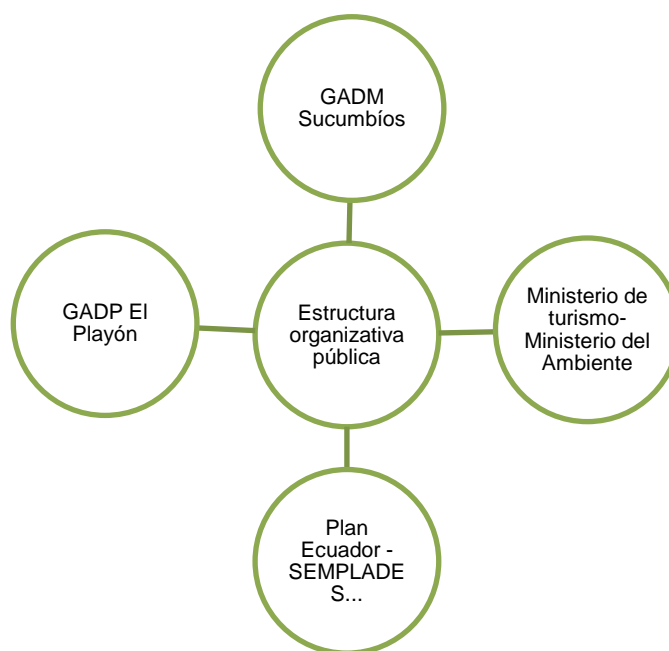 GADM
Sucumbíos
GADP El
Playón
Estructura
organizativa
pública
Ministerio de
turismo-
Ministerio del
Ambiente
Plan
Ecuador -
SEMPLADE
S...